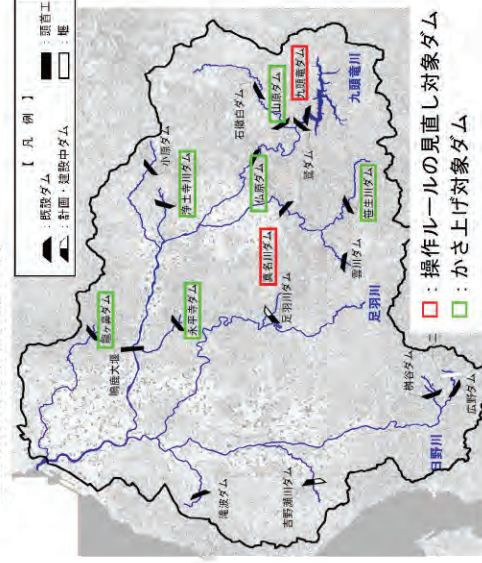 【 凡 例 】
: 既設ダム
: 計画・建設中ダム
: 頭首工
: 堰
石徹白ダム
山原ダム
九頭竜ダム
九頭竜川
鷲ダム
小原ダム
浄土寺川ダム
仏原ダム
笹生川ダム
雲川ダム
真名川ダム
足羽川ダム
足羽川
龍ヶ鼻ダム
鳴鹿大堰
永平寺ダム
桝谷ダム
広野ダム
日野川
滝波ダム
吉野瀬川ダム
: 操作ルールの見直し対象ダム
: かさ上げ対象ダム